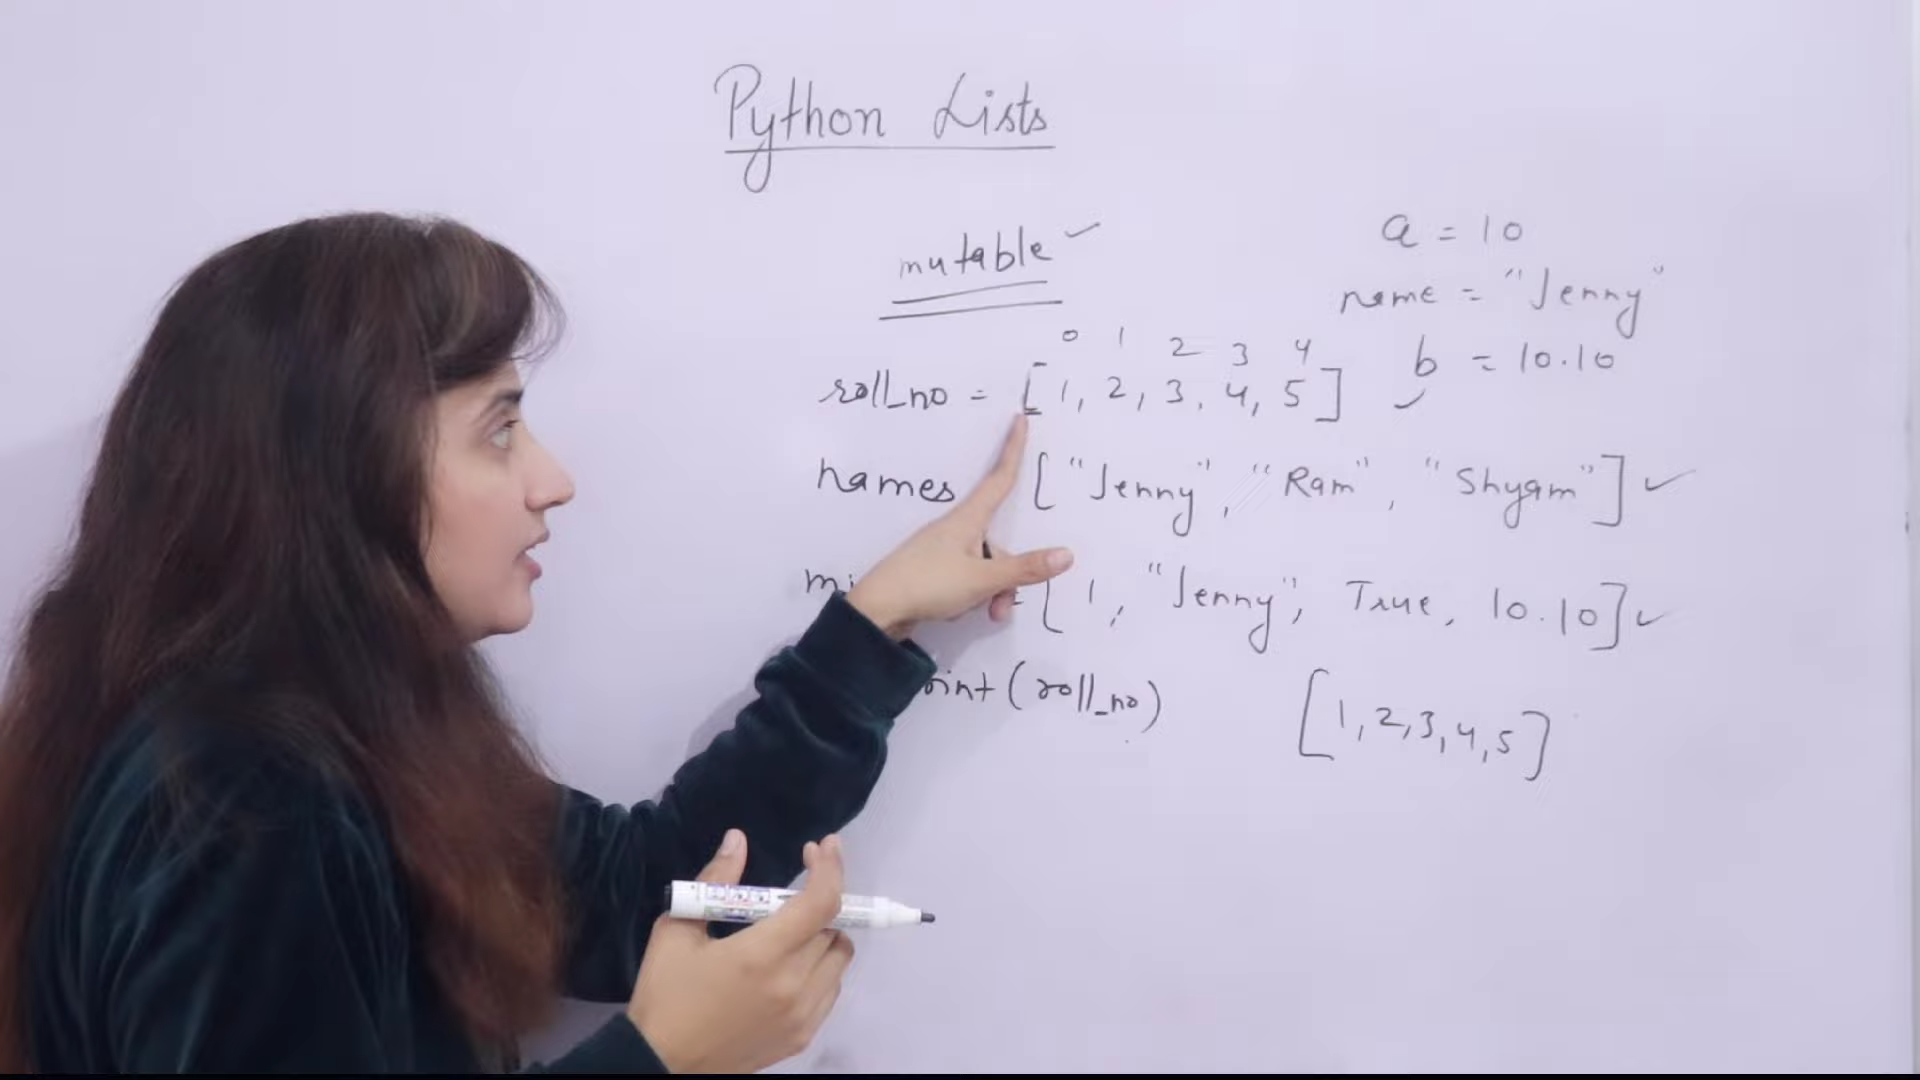 Python Lists
mutable
a = 10
name = "Jenny"
b = 10.10
0 1 2 3 4
roll_no = [1, 2, 3, 4, 5]
names [ "Jenny", "Ram", "Shyam" ]
= [ 1, "Jenny", True, 10.10 ]
(roll_no)
[1, 2, 3, 4, 5]